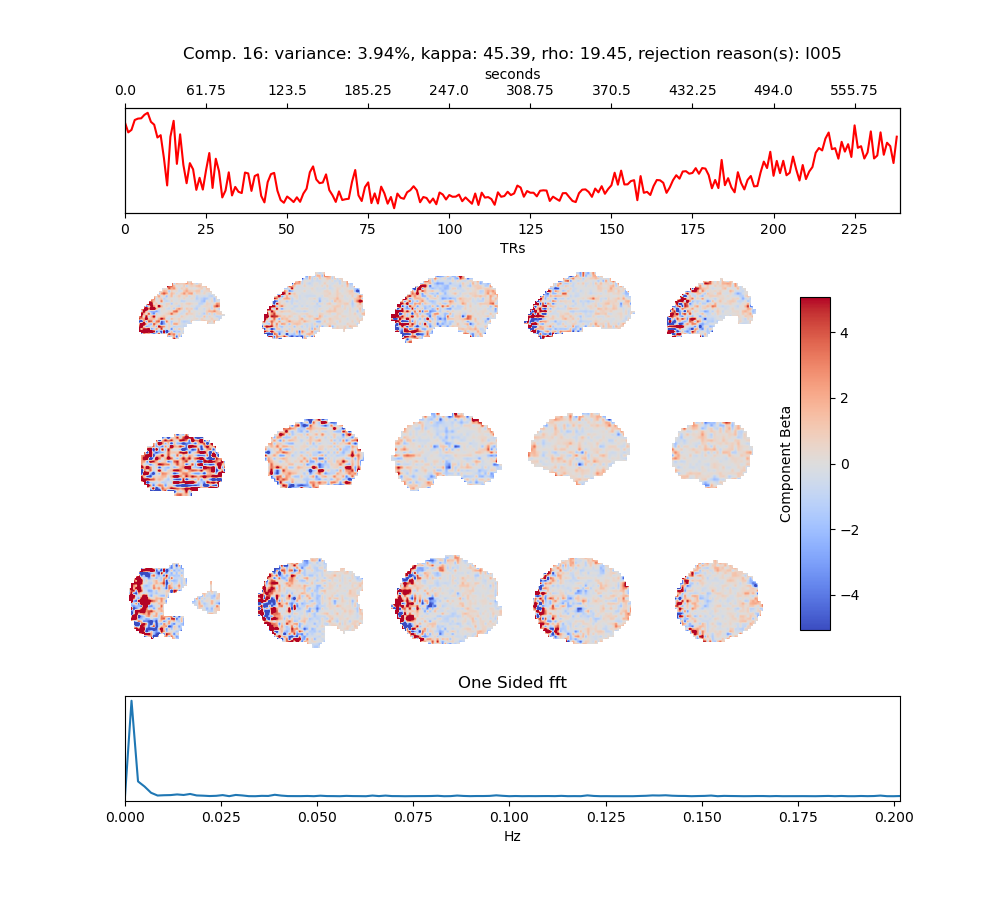 Comp. 16: variance: 3.94%, kappa: 45.39, rho: 19.45, rejection reason(s): I005
seconds
0.0 61.75 123.5 185.25 247.0 308.75 370.5 432.25 494.0 555.75
0 25 50 75 100 125 150 175 200 225
TRs
4
2
0
−2
−4
Component Beta
One Sided fft
0.000 0.025 0.050 0.075 0.100 0.125 0.150 0.175 0.200
Hz